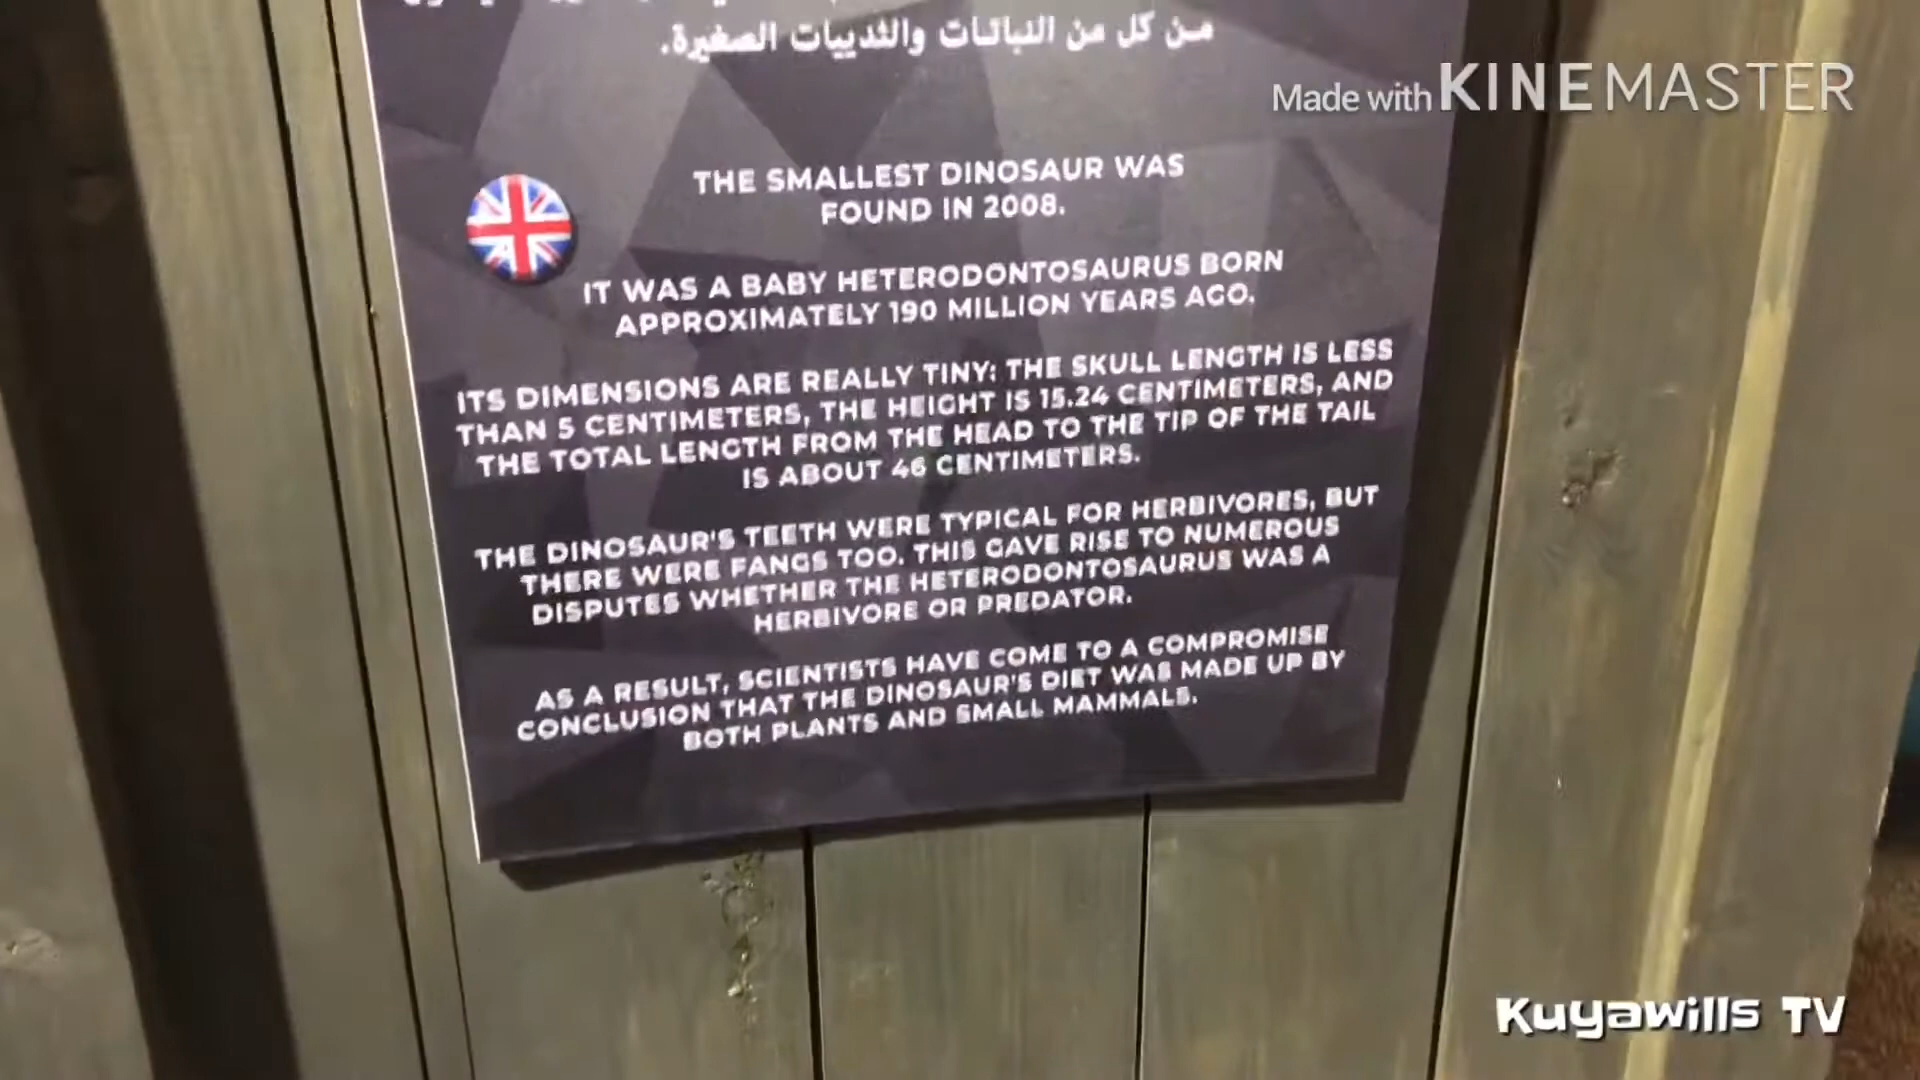 من كل من النباتات والثدييات الصغيرة.
Made with KINEMASTER
THE SMALLEST DINOSAUR WAS
FOUND IN 2008.
IT WAS A BABY HETERODONTOSAURUS BORN
APPROXIMATELY 190 MILLION YEARS AGO.
ITS DIMENSIONS ARE REALLY TINY: THE SKULL LENGTH IS LESS
THAN 5 CENTIMETERS, THE HEIGHT IS 15.24 CENTIMETERS, AND
THE TOTAL LENGTH FROM THE HEAD TO THE TIP OF THE TAIL
IS ABOUT 46 CENTIMETERS.
THE DINOSAUR'S TEETH WERE TYPICAL FOR HERBIVORES, BUT
THERE WERE FANGS TOO. THIS GAVE RISE TO NUMEROUS
DISPUTES WHETHER THE HETERODONTOSAURUS WAS A
HERBIVORE OR PREDATOR.
AS A RESULT, SCIENTISTS HAVE COME TO A COMPROMISE
CONCLUSION THAT THE DINOSAUR'S DIET WAS MADE UP BY
BOTH PLANTS AND SMALL MAMMALS.
Kuyawills TV